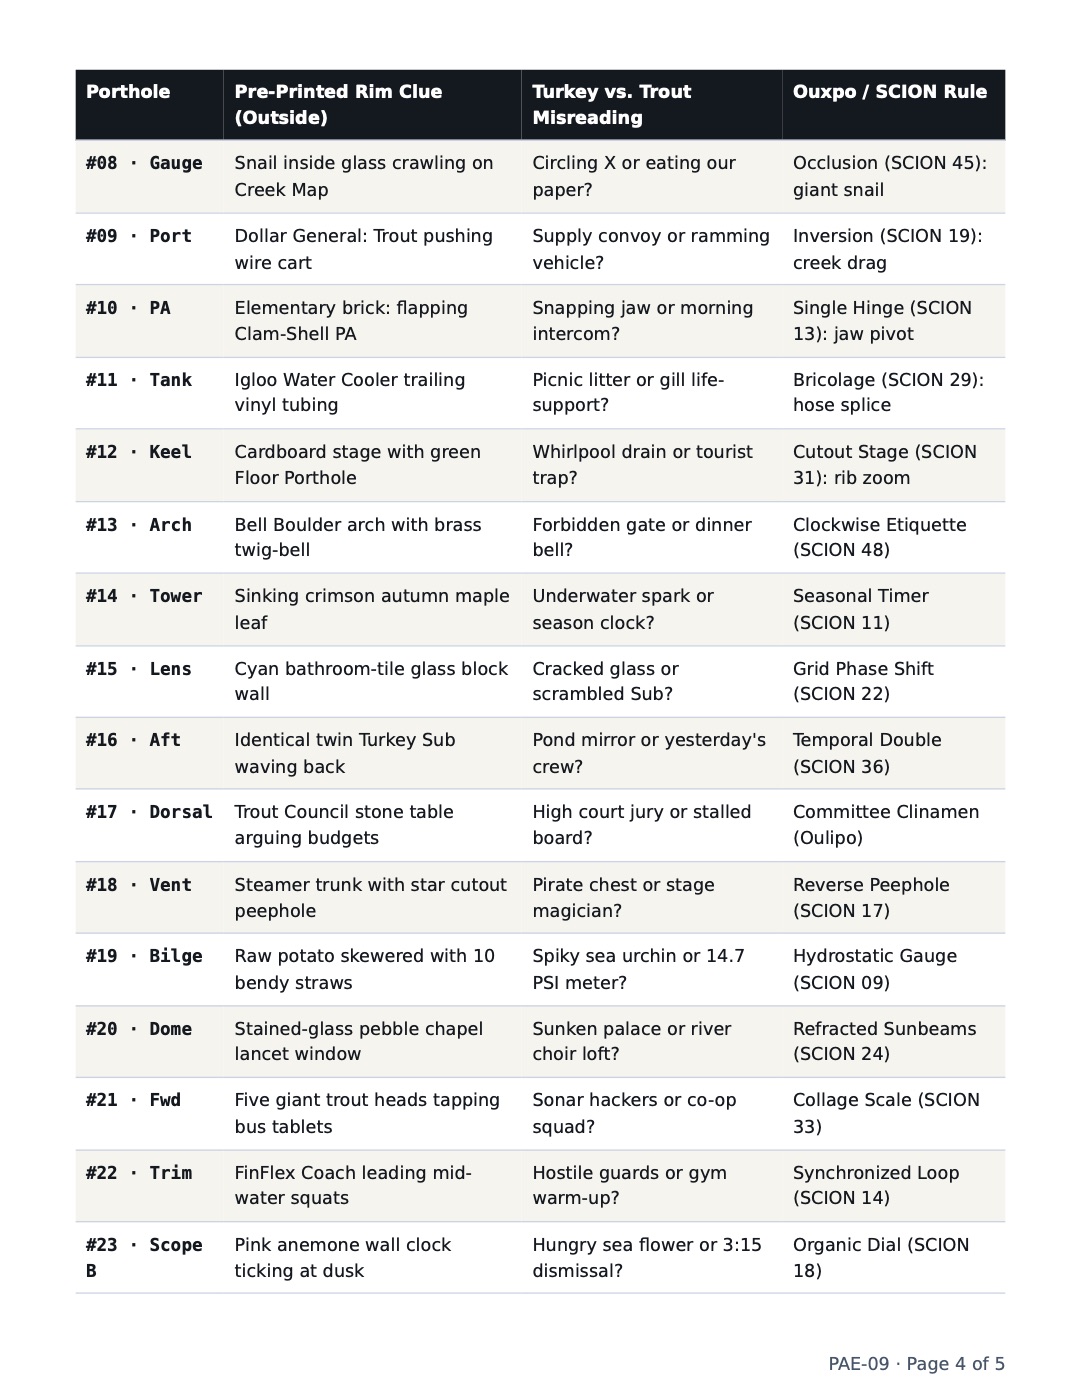 Porthole
Pre-Printed Rim Clue
(Outside)
Turkey vs. Trout
Misreading
Ouxpo / SCION Rule
#08 · Gauge
Snail inside glass crawling on
Creek Map
Circling X or eating our
paper?
Occlusion (SCION 45):
giant snail
#09 · Port
Dollar General: Trout pushing
wire cart
Supply convoy or ramming
vehicle?
Inversion (SCION 19):
creek drag
#10 · PA
Elementary brick: flapping
Clam-Shell PA
Snapping jaw or morning
intercom?
Single Hinge (SCION
13): jaw pivot
#11 · Tank
Igloo Water Cooler trailing
vinyl tubing
Picnic litter or gill life-
support?
Bricolage (SCION 29):
hose splice
#12 · Keel
Cardboard stage with green
Floor Porthole
Whirlpool drain or tourist
trap?
Cutout Stage (SCION
31): rib zoom
#13 · Arch
Bell Boulder arch with brass
twig-bell
Forbidden gate or dinner
bell?
Clockwise Etiquette
(SCION 48)
#14 · Tower
Sinking crimson autumn maple
leaf
Underwater spark or
season clock?
Seasonal Timer
(SCION 11)
#15 · Lens
Cyan bathroom-tile glass block
wall
Cracked glass or
scrambled Sub?
Grid Phase Shift
(SCION 22)
#16 · Aft
Identical twin Turkey Sub
waving back
Pond mirror or yesterday's
crew?
Temporal Double
(SCION 36)
#17 · Dorsal
Trout Council stone table
arguing budgets
High court jury or stalled
board?
Committee Clinamen
(Oulipo)
#18 · Vent
Steamer trunk with star cutout
peephole
Pirate chest or stage
magician?
Reverse Peephole
(SCION 17)
#19 · Bilge
Raw potato skewered with 10
bendy straws
Spiky sea urchin or 14.7
PSI meter?
Hydrostatic Gauge
(SCION 09)
#20 · Dome
Stained-glass pebble chapel
lancet window
Sunken palace or river
choir loft?
Refracted Sunbeams
(SCION 24)
#21 · Fwd
Five giant trout heads tapping
bus tablets
Sonar hackers or co-op
squad?
Collage Scale (SCION
33)
#22 · Trim
FinFlex Coach leading mid-
water squats
Hostile guards or gym
warm-up?
Synchronized Loop
(SCION 14)
#23 · Scope
B
Pink anemone wall clock
ticking at dusk
Hungry sea flower or 3:15
dismissal?
Organic Dial (SCION
18)
PAE-09 · Page 4 of 5